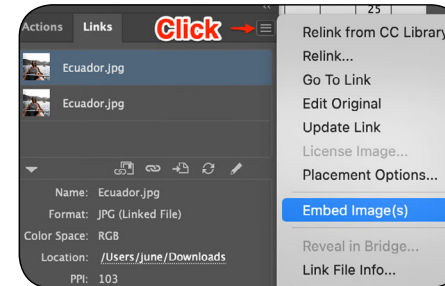 25
Actions Links Click
Ecuador.jpg
Ecuador.jpg
Name: Ecuador.jpg
Format: JPG (Linked File)
Color Space: RGB
Location: /Users/june/Downloads
PPI: 103
Relink from CC Library
Relink...
Go To Link
Edit Original
Update Link
License Image...
Placement Options...
Embed Image(s)
Reveal in Bridge...
Link File Info...